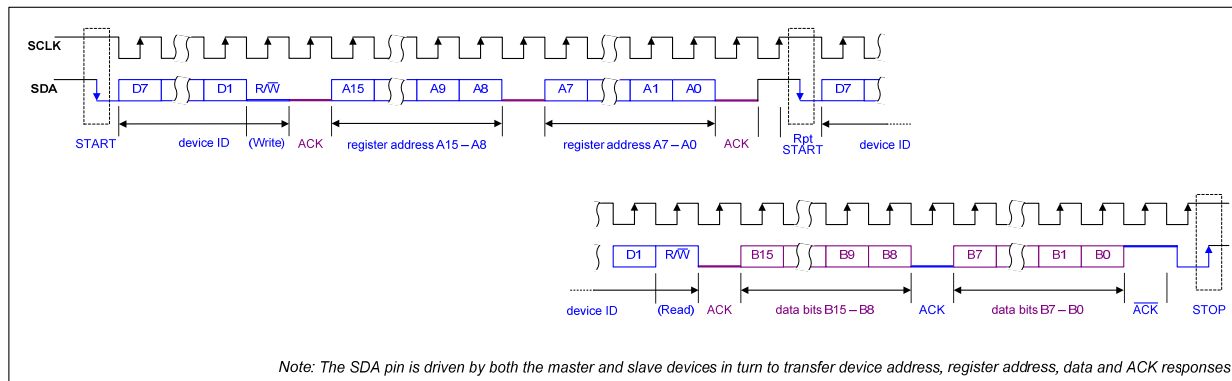 SCLK
SDA D7 D1 R/W̅ A15 A9 A8 A7 A1 A0 D7
START device ID (Write) ACK register address A15 – A8 register address A7 – A0 ACK Rpt START device ID
D1 R/W̅ B15 B9 B8 B7 B1 B0
device ID (Read) ACK data bits B15 – B8 ACK data bits B7 – B0 A̅C̅K̅ STOP
Note: The SDA pin is driven by both the master and slave devices in turn to transfer device address, register address, data and ACK responses